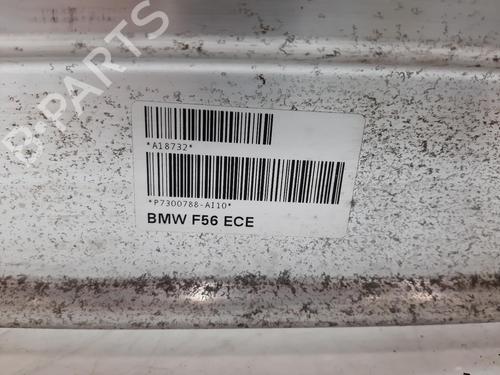 B-PARTS
*A18732*
*P7300788-AI10*
BMW F56 ECE